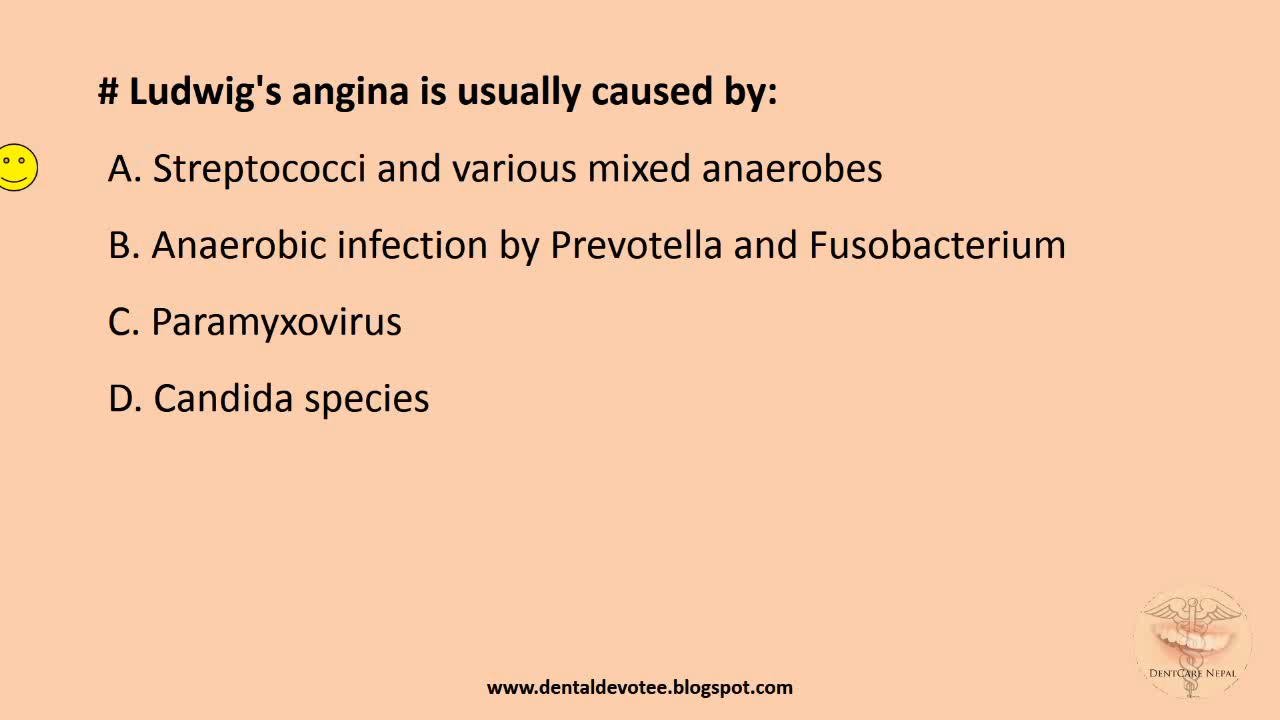 # Ludwig's angina is usually caused by:
A. Streptococci and various mixed anaerobes
B. Anaerobic infection by Prevotella and Fusobacterium
C. Paramyxovirus
D. Candida species
DentCare Nepal
www.dentaldevotee.blogspot.com